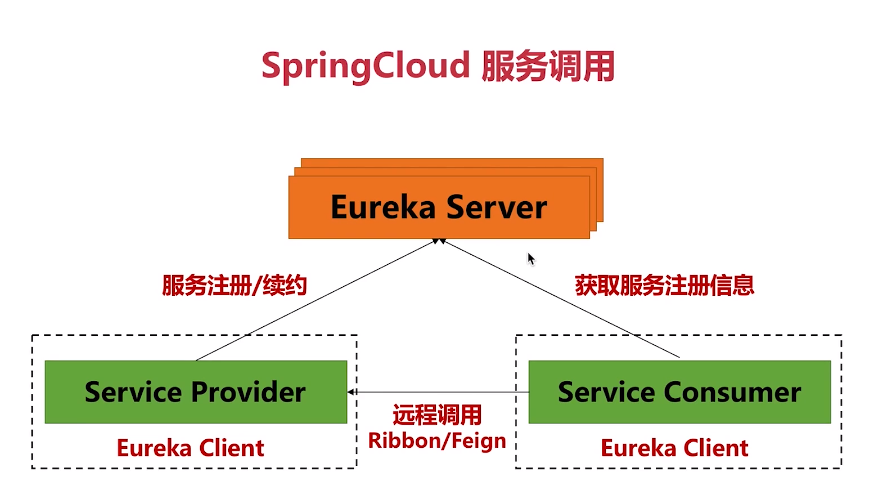 SpringCloud 服务调用
Eureka Server
服务注册/续约
获取服务注册信息
Service Provider
Service Consumer
远程调用
Ribbon/Feign
Eureka Client
Eureka Client